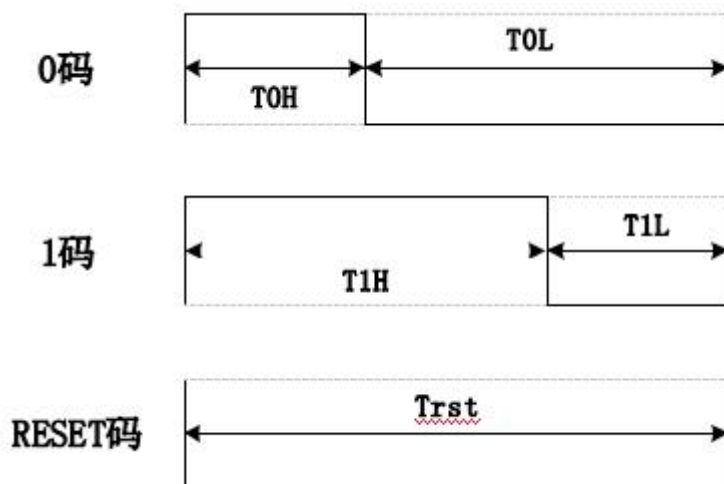 0码
T0H
T0L
1码
T1H
T1L
RESET码
Trst